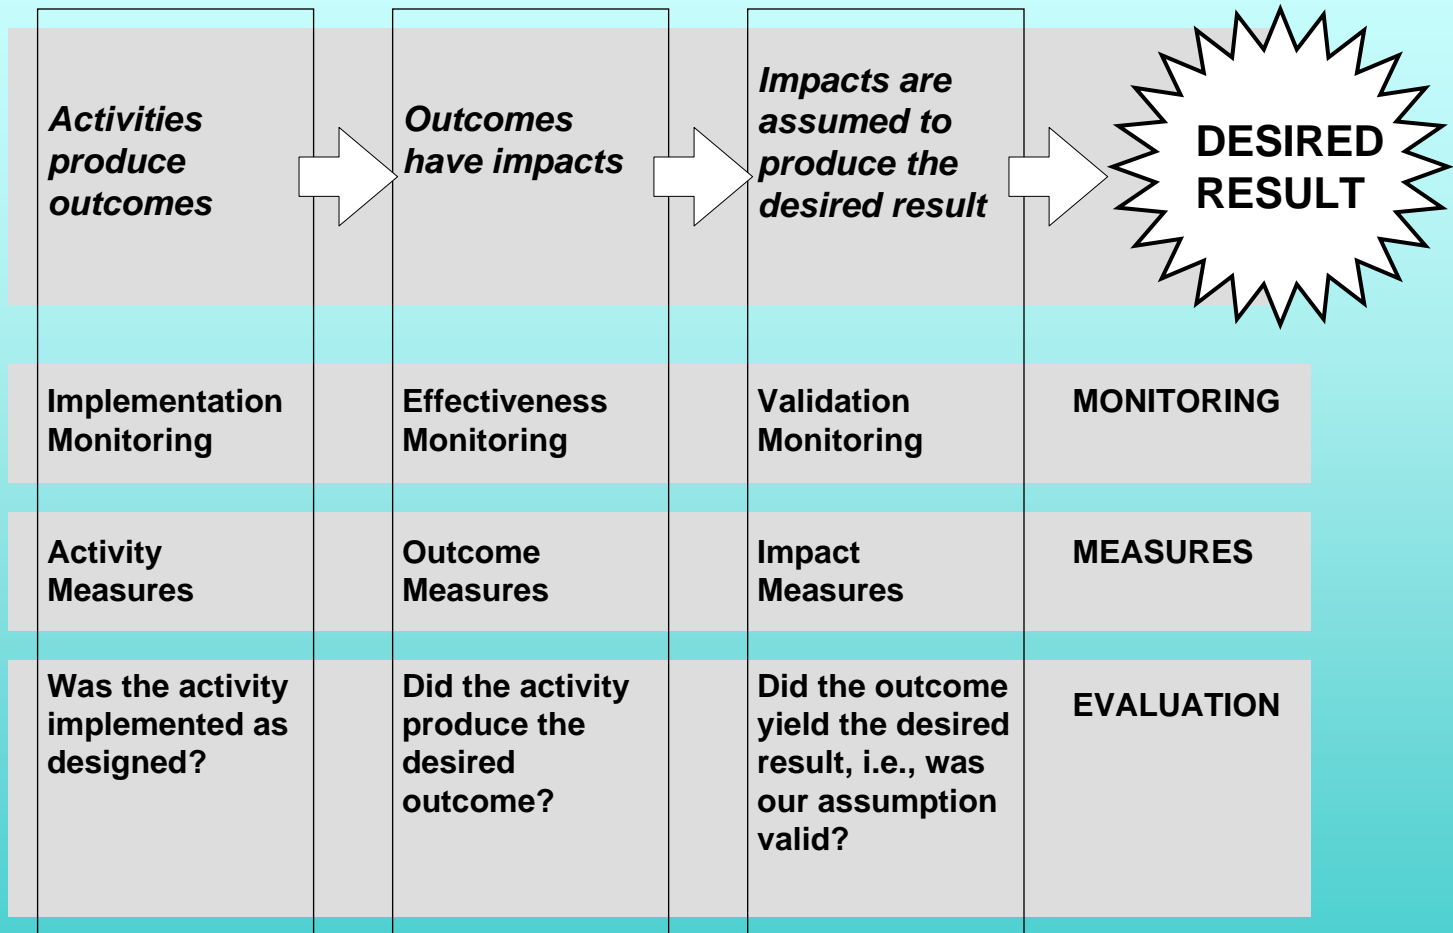 Activities
produce
outcomes
Outcomes
have impacts
Impacts are
assumed to
produce the
desired result
DESIRED
RESULT
Implementation
Monitoring
Effectiveness
Monitoring
Validation
Monitoring
MONITORING
Activity
Measures
Outcome
Measures
Impact
Measures
MEASURES
Was the activity
implemented as
designed?
Did the activity
produce the
desired
outcome?
Did the outcome
yield the desired
result, i.e., was
our assumption
valid?
EVALUATION